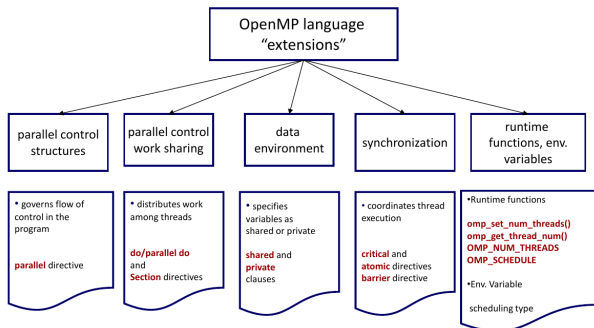 OpenMP language
“extensions”
parallel control
structures
parallel control
work sharing
data
environment
synchronization
runtime
functions, env.
variables
• governs flow of
control in the
program
parallel directive
• distributes work
among threads
do/parallel do
and
Section directives
• specifies
variables as
shared or private
shared and
private
clauses
• coordinates thread
execution
critical and
atomic directives
barrier directive
•Runtime functions
omp_set_num_threads()
omp_get_thread_num()
OMP_NUM_THREADS
OMP_SCHEDULE
•Env. Variable
scheduling type